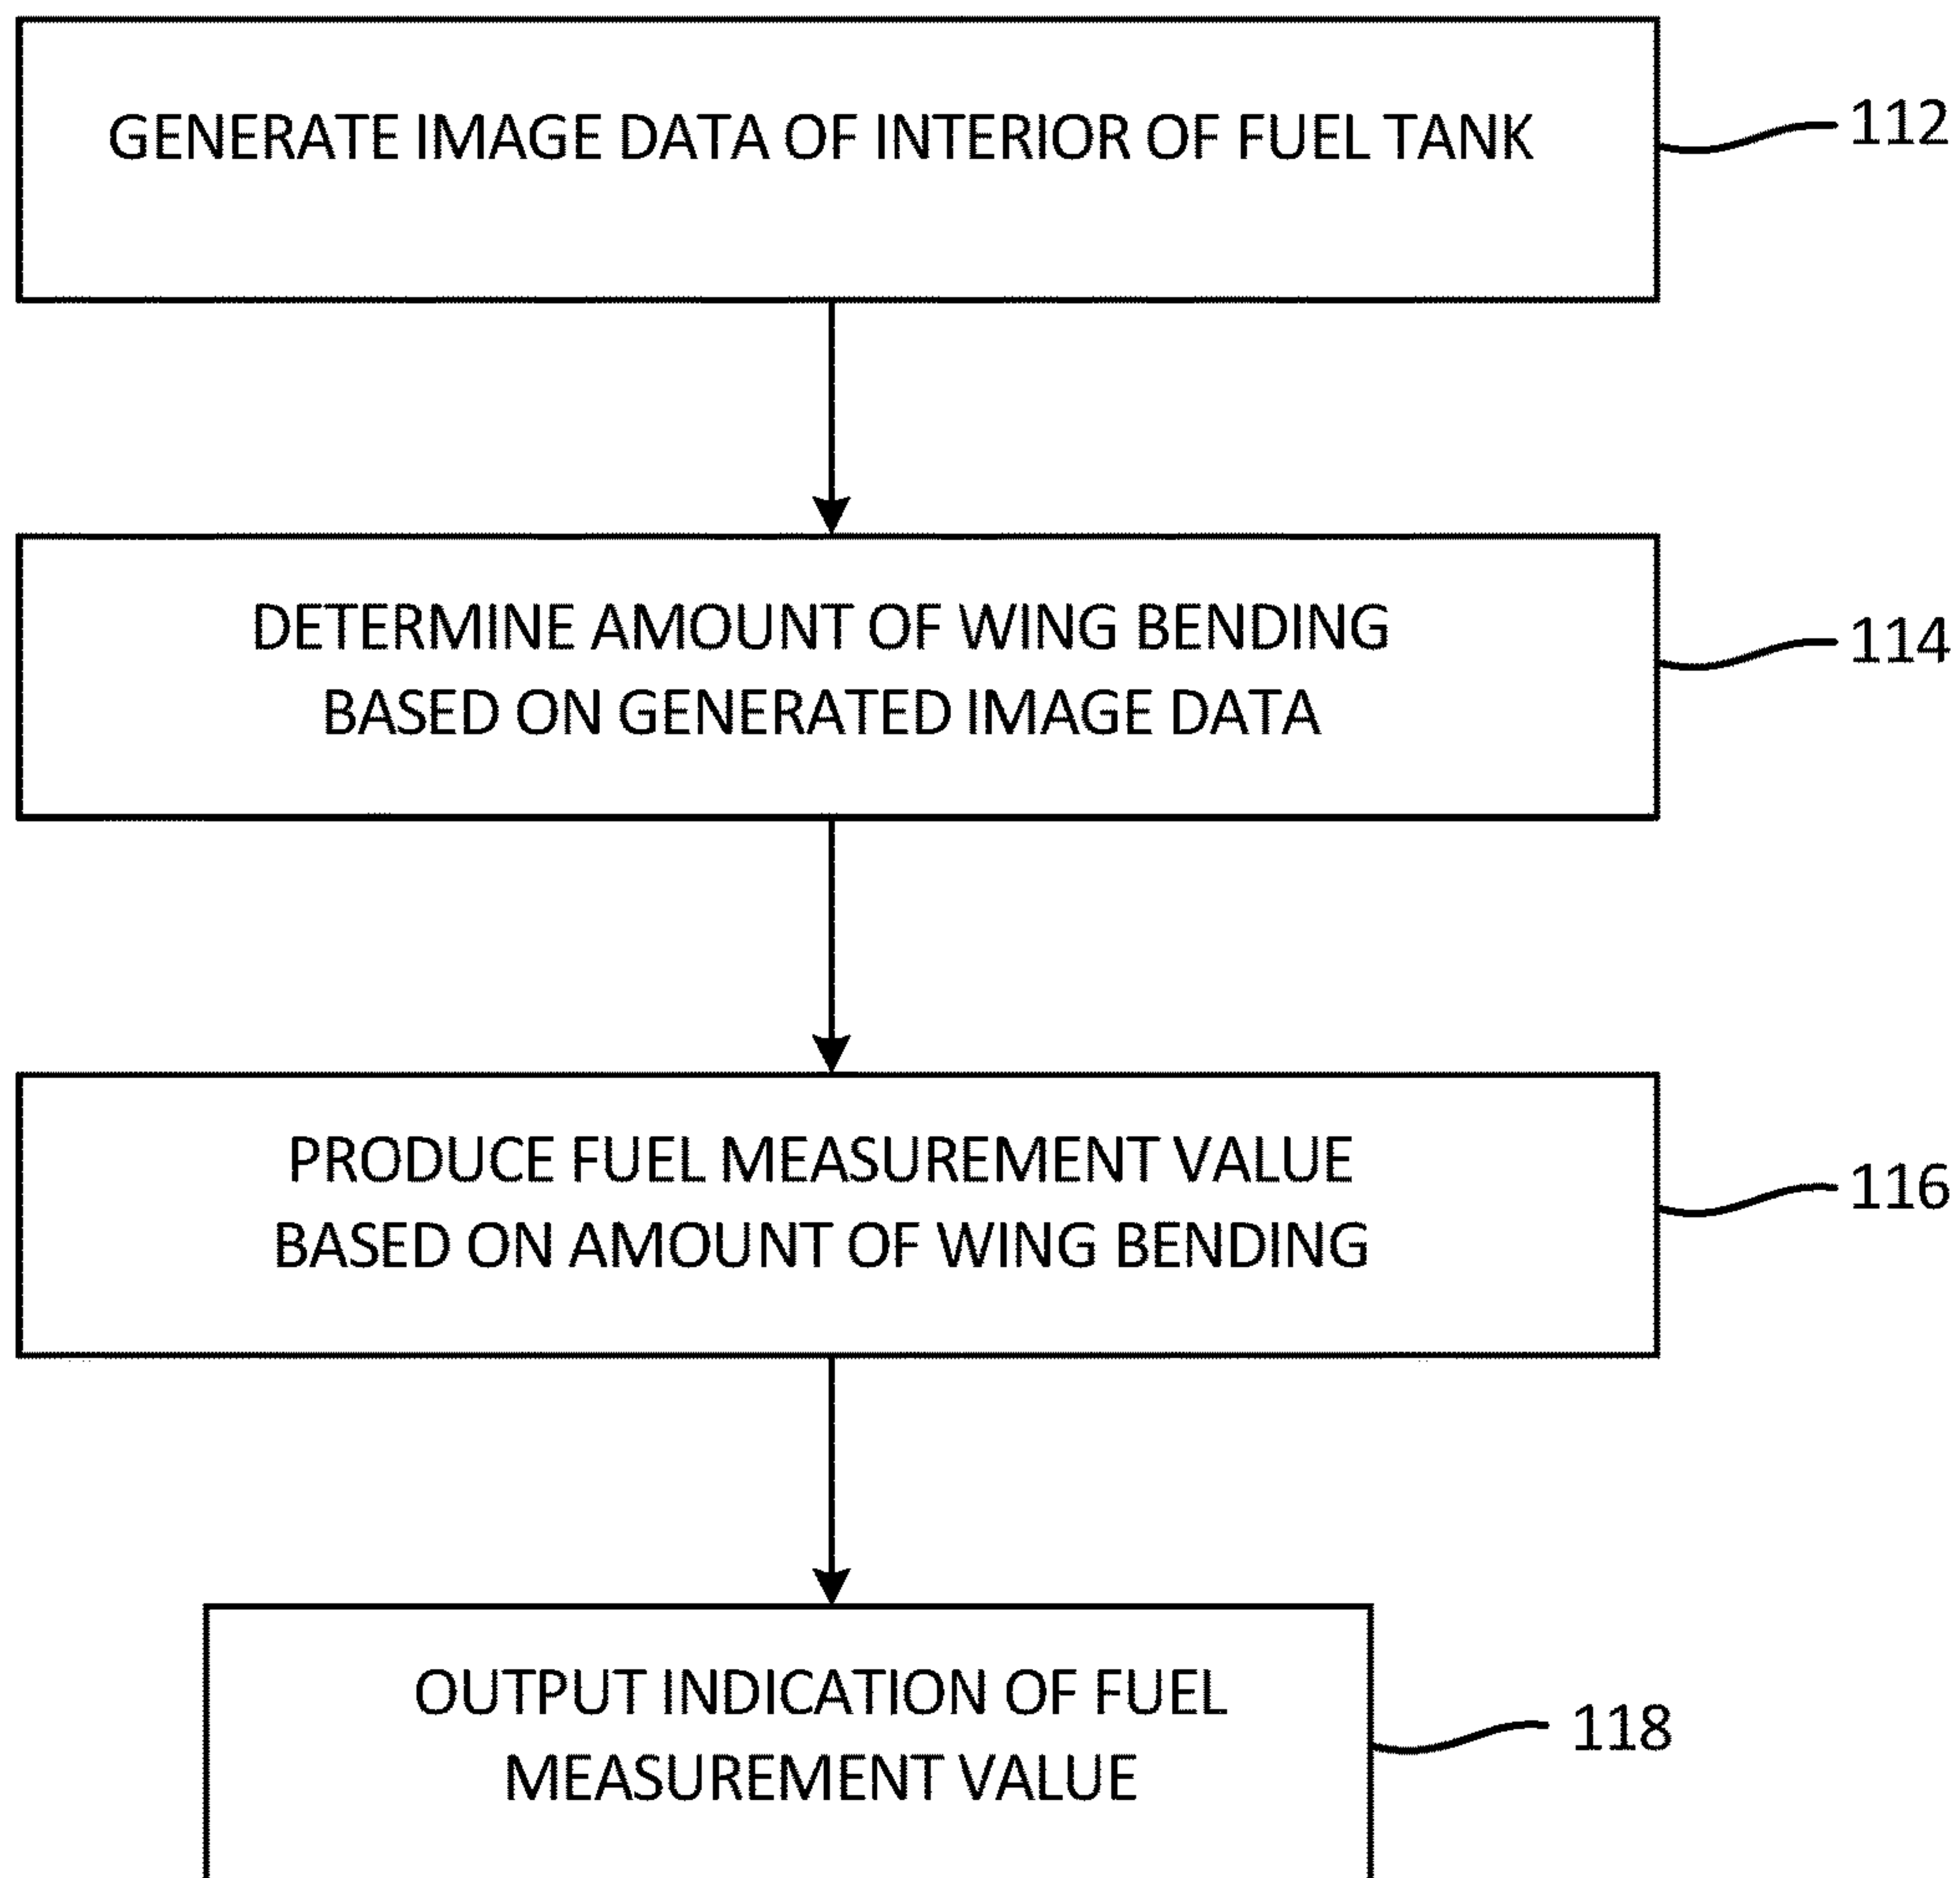 GENERATE IMAGE DATA OF INTERIOR OF FUEL TANK
112
DETERMINE AMOUNT OF WING BENDING
BASED ON GENERATED IMAGE DATA
114
PRODUCE FUEL MEASUREMENT VALUE
BASED ON AMOUNT OF WING BENDING
116
OUTPUT INDICATION OF FUEL
MEASUREMENT VALUE
118